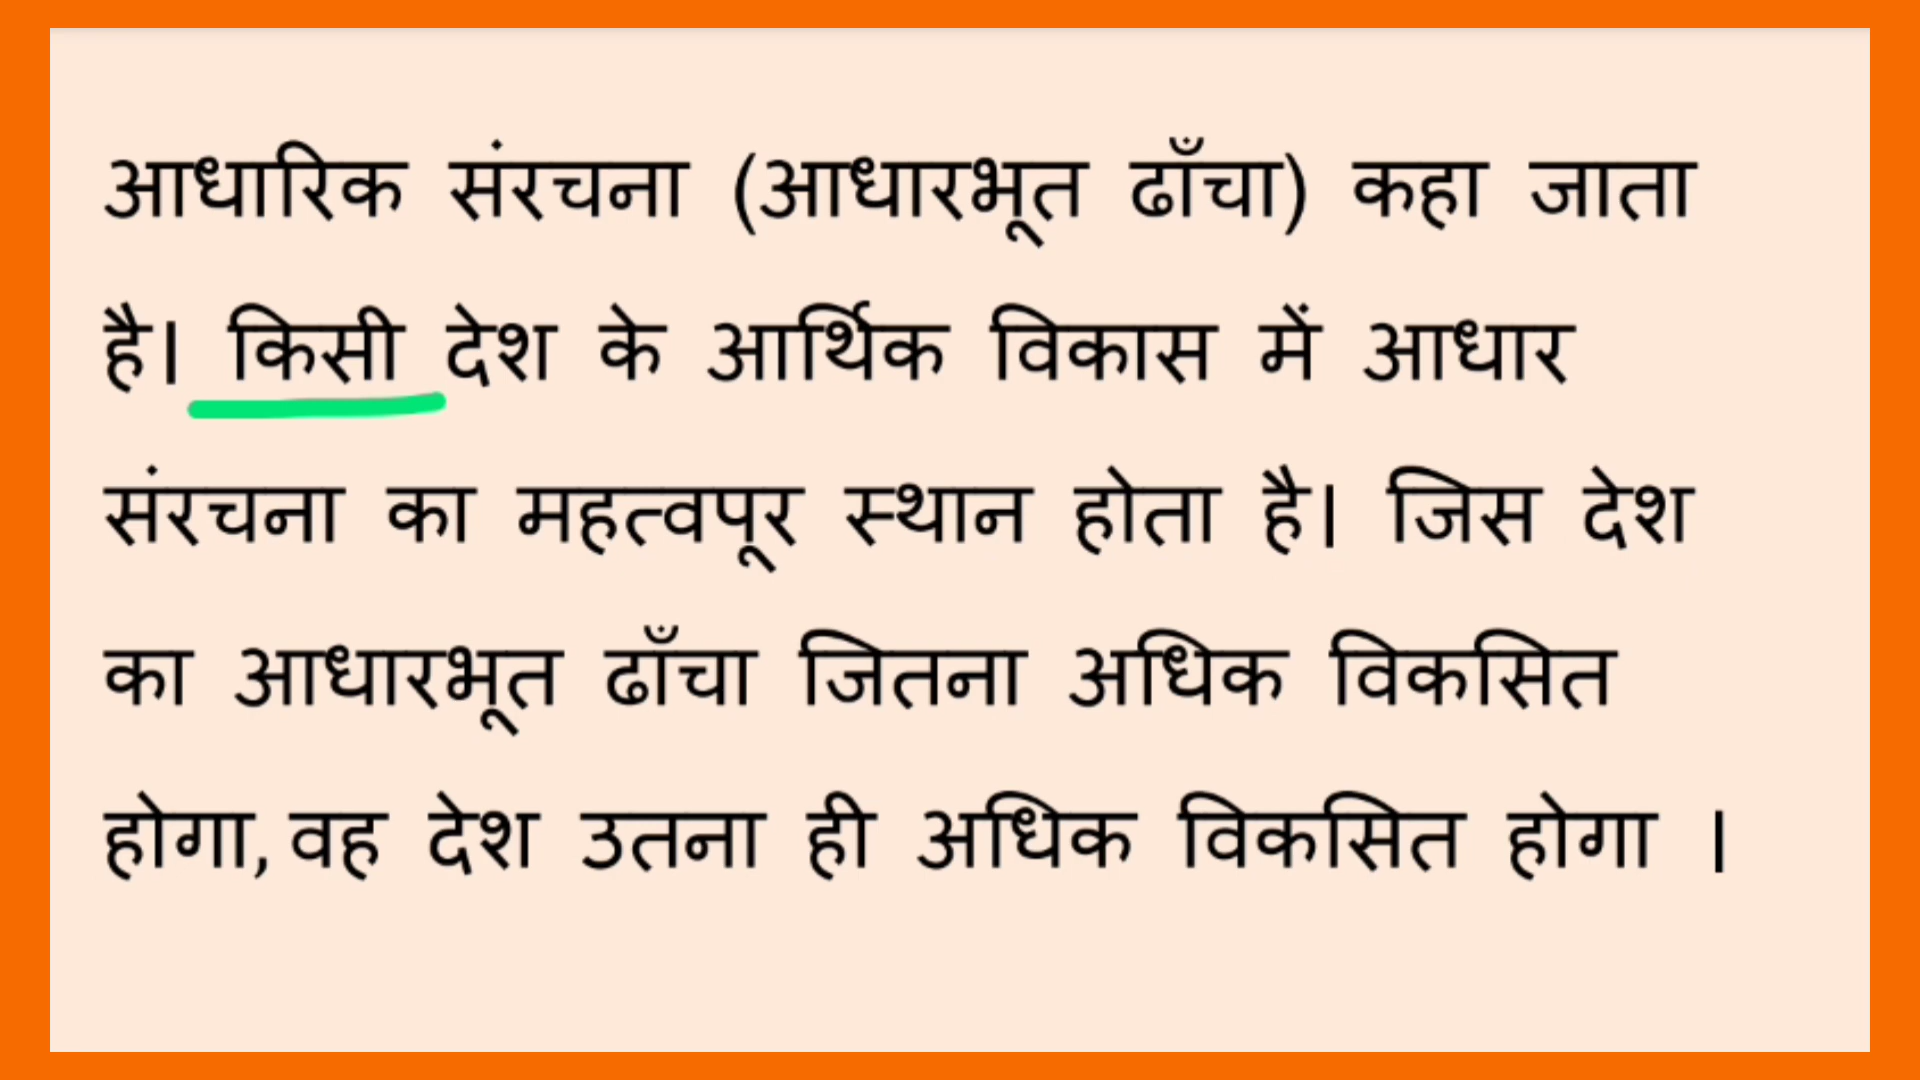 आधारिक संरचना (आधारभूत ढाँचा) कहा जाता
है। किसी देश के आर्थिक विकास में आधार
संरचना का महत्वपूर स्थान होता है। जिस देश
का आधारभूत ढाँचा जितना अधिक विकसित
होगा, वह देश उतना ही अधिक विकसित होगा ।